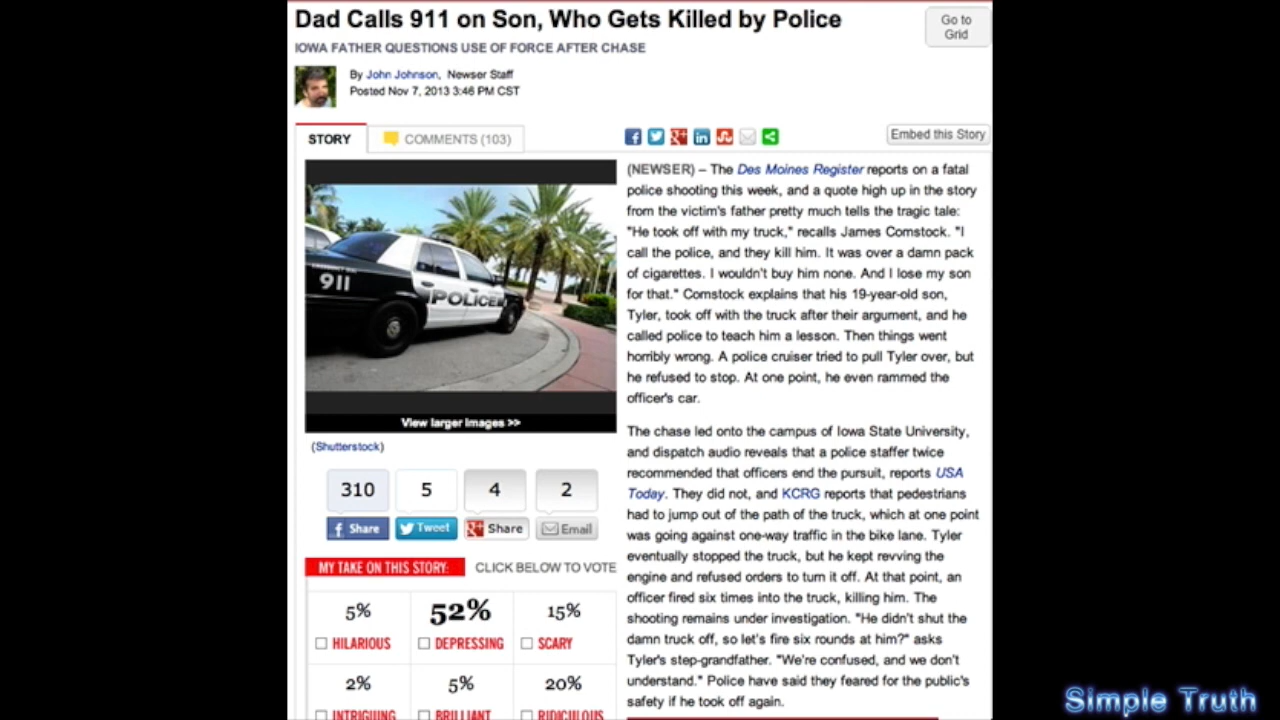 Dad Calls 911 on Son, Who Gets Killed by Police
Go to
Grid
IOWA FATHER QUESTIONS USE OF FORCE AFTER CHASE
By John Johnson, Newser Staff
Posted Nov 7, 2013 3:46 PM CST
STORY
COMMENTS (103)
Embed this Story
911
POLICE
View larger images >>
(Shutterstock)
310
5
4
2
Share
Tweet
Share
Email
MY TAKE ON THIS STORY:
CLICK BELOW TO VOTE
5%
52%
15%
HILARIOUS
DEPRESSING
SCARY
2%
5%
20%
INTRIGUING
BRILLIANT
RIDICULOUS
(NEWSER) – The Des Moines Register reports on a fatal
police shooting this week, and a quote high up in the story
from the victim's father pretty much tells the tragic tale:
"He took off with my truck," recalls James Comstock. "I
call the police, and they kill him. It was over a damn pack
of cigarettes. I wouldn't buy him none. And I lose my son
for that." Comstock explains that his 19-year-old son,
Tyler, took off with the truck after their argument, and he
called police to teach him a lesson. Then things went
horribly wrong. A police cruiser tried to pull Tyler over, but
he refused to stop. At one point, he even rammed the
officer's car.
The chase led onto the campus of Iowa State University,
and dispatch audio reveals that a police staffer twice
recommended that officers end the pursuit, reports USA
Today. They did not, and KCRG reports that pedestrians
had to jump out of the path of the truck, which at one point
was going against one-way traffic in the bike lane. Tyler
eventually stopped the truck, but he kept revving the
engine and refused orders to turn it off. At that point, an
officer fired six times into the truck, killing him. The
shooting remains under investigation. "He didn't shut the
damn truck off, so let's fire six rounds at him?" asks
Tyler's step-grandfather. "We're confused, and we don't
understand." Police have said they feared for the public's
safety if he took off again.
Simple Truth